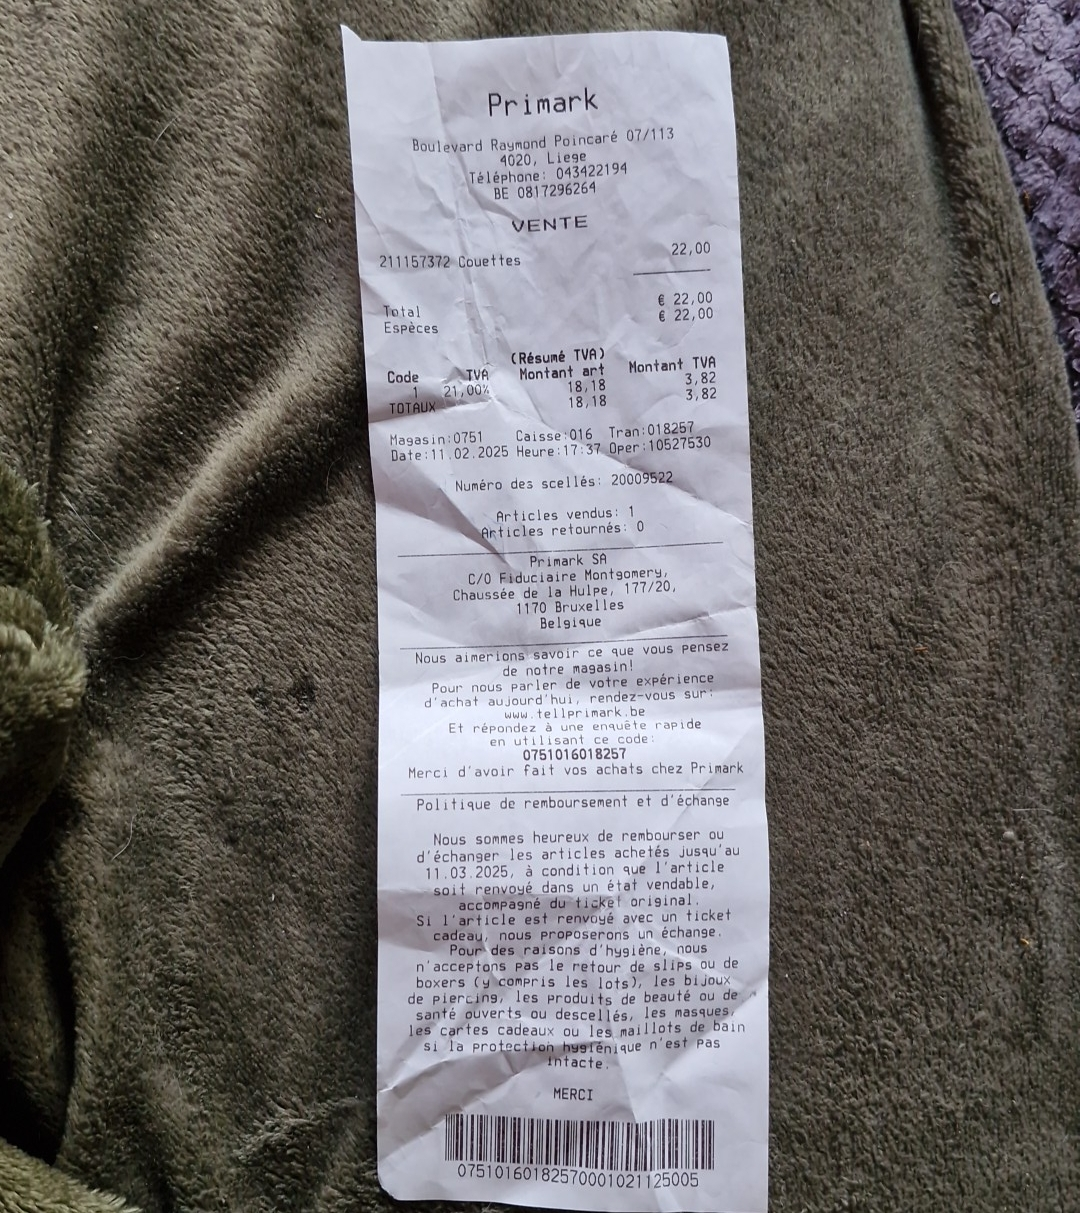 Primark
Boulevard Raymond Poincaré 07/113
4020, Liege
Téléphone: 043422194
BE 0817296264
VENTE
211157372 Couettes 22,00
Total € 22,00
Espèces € 22,00
(Résumé TVA)
Code TVA Montant art Montant TVA
1 21,00% 18,18 3,82
TOTAUX 18,18 3,82
Magasin:0751 Caisse:016 Tran:018257
Date:11.02.2025 Heure:17:37 Oper:10527530
Numéro des scellés: 20009522
Articles vendus: 1
Articles retournés: 0
Primark SA
C/O Fiduciaire Montgomery,
Chaussée de la Hulpe, 177/20,
1170 Bruxelles
Belgique
Nous aimerions savoir ce que vous pensez
de notre magasin!
Pour nous parler de votre expérience
d'achat aujourd'hui, rendez-vous sur:
www.tellprimark.be
Et répondez à une enquête rapide
en utilisant ce code:
0751016018257
Merci d'avoir fait vos achats chez Primark
Politique de remboursement et d'échange
Nous sommes heureux de rembourser ou
d'échanger les articles achetés jusqu'au
11.03.2025, à condition que l'article
soit renvoyé dans un état vendable,
accompagné du ticket original.
Si l'article est renvoyé avec un ticket
cadeau, nous proposerons un échange.
Pour des raisons d'hygiène, nous
n'acceptons pas le retour de slips ou de
boxers (y compris les lots), les bijoux
de piercing, les produits de beauté ou de
santé ouverts ou descellés, les masques,
les cartes cadeaux ou les maillots de bain
si la protection hygiénique n'est pas
intacte.
MERCI
07510160182570001021125005